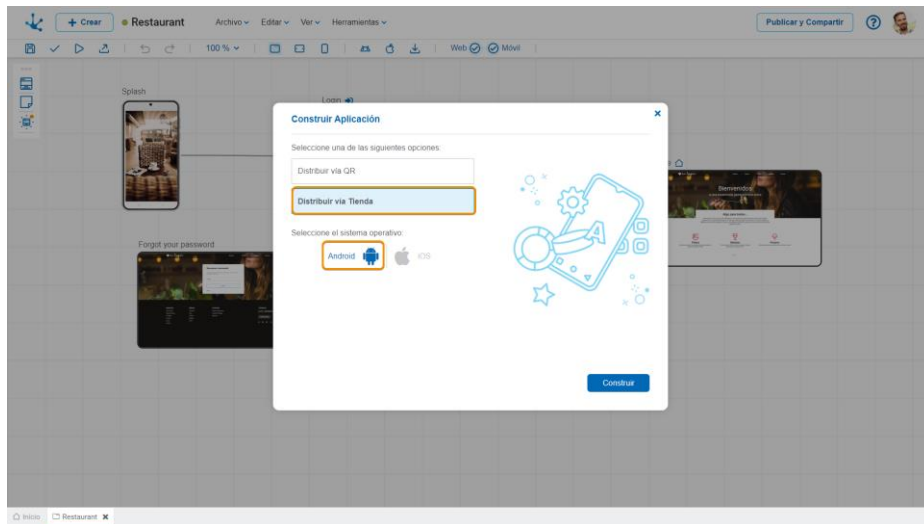 + Crear
Restaurant
Archivo
Editar
Ver
Herramientas
Publicar y Compartir
?
100 %
Web
Móvil
Splash
Login
Construir Aplicación
×
Seleccione una de las siguientes opciones:
Distribuir vía QR
Distribuir vía Tienda
Seleccione el sistema operativo:
Android
iOS
A
Bienvenidos
Forgot your password
Construir
Inicio
Restaurant ×